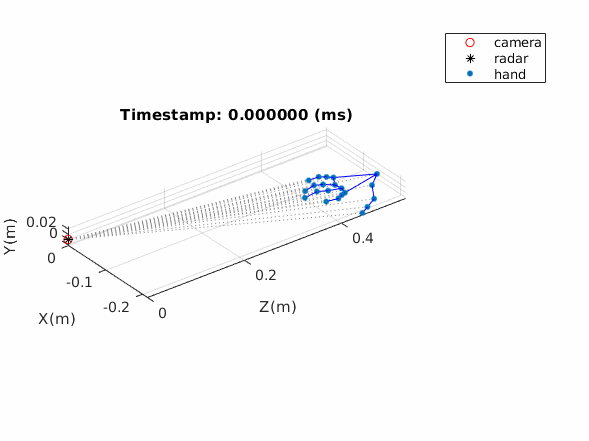 camera
radar
hand
Timestamp: 0.000000 (ms)
0.02
0
0
-0.1
-0.2
0
0.2
0.4
Y(m)
X(m)
Z(m)